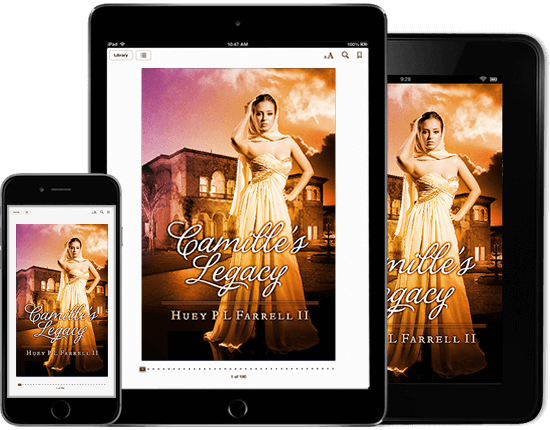 iPad 10:47 AM 100%
Library
AA
Camille's
Legacy
HUEY P L FARRELL II
1 of 190
9:28
Camille's
Legacy
P L FARRELL II
Camille's
Legacy
HUEY P L FARRELL II